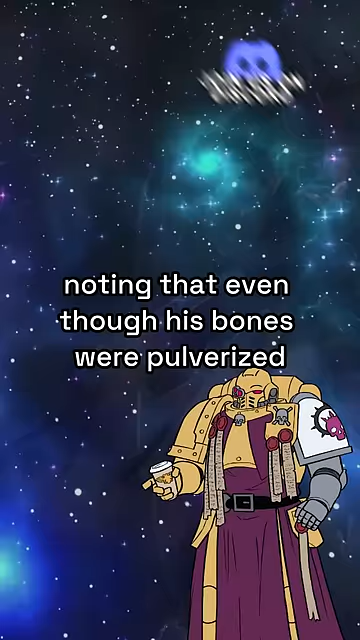 noting that even
though his bones
were pulverized